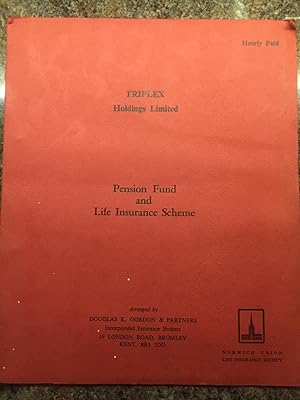 Hourly Paid
TRIPLEX
Holdings Limited
Pension Fund
and
Life Insurance Scheme
Arranged by
DOUGLAS K. GORDON & PARTNERS
Incorporated Insurance Brokers
19 LONDON ROAD, BROMLEY
KENT, BR1 1DD
NORWICH UNION
LIFE INSURANCE SOCIETY